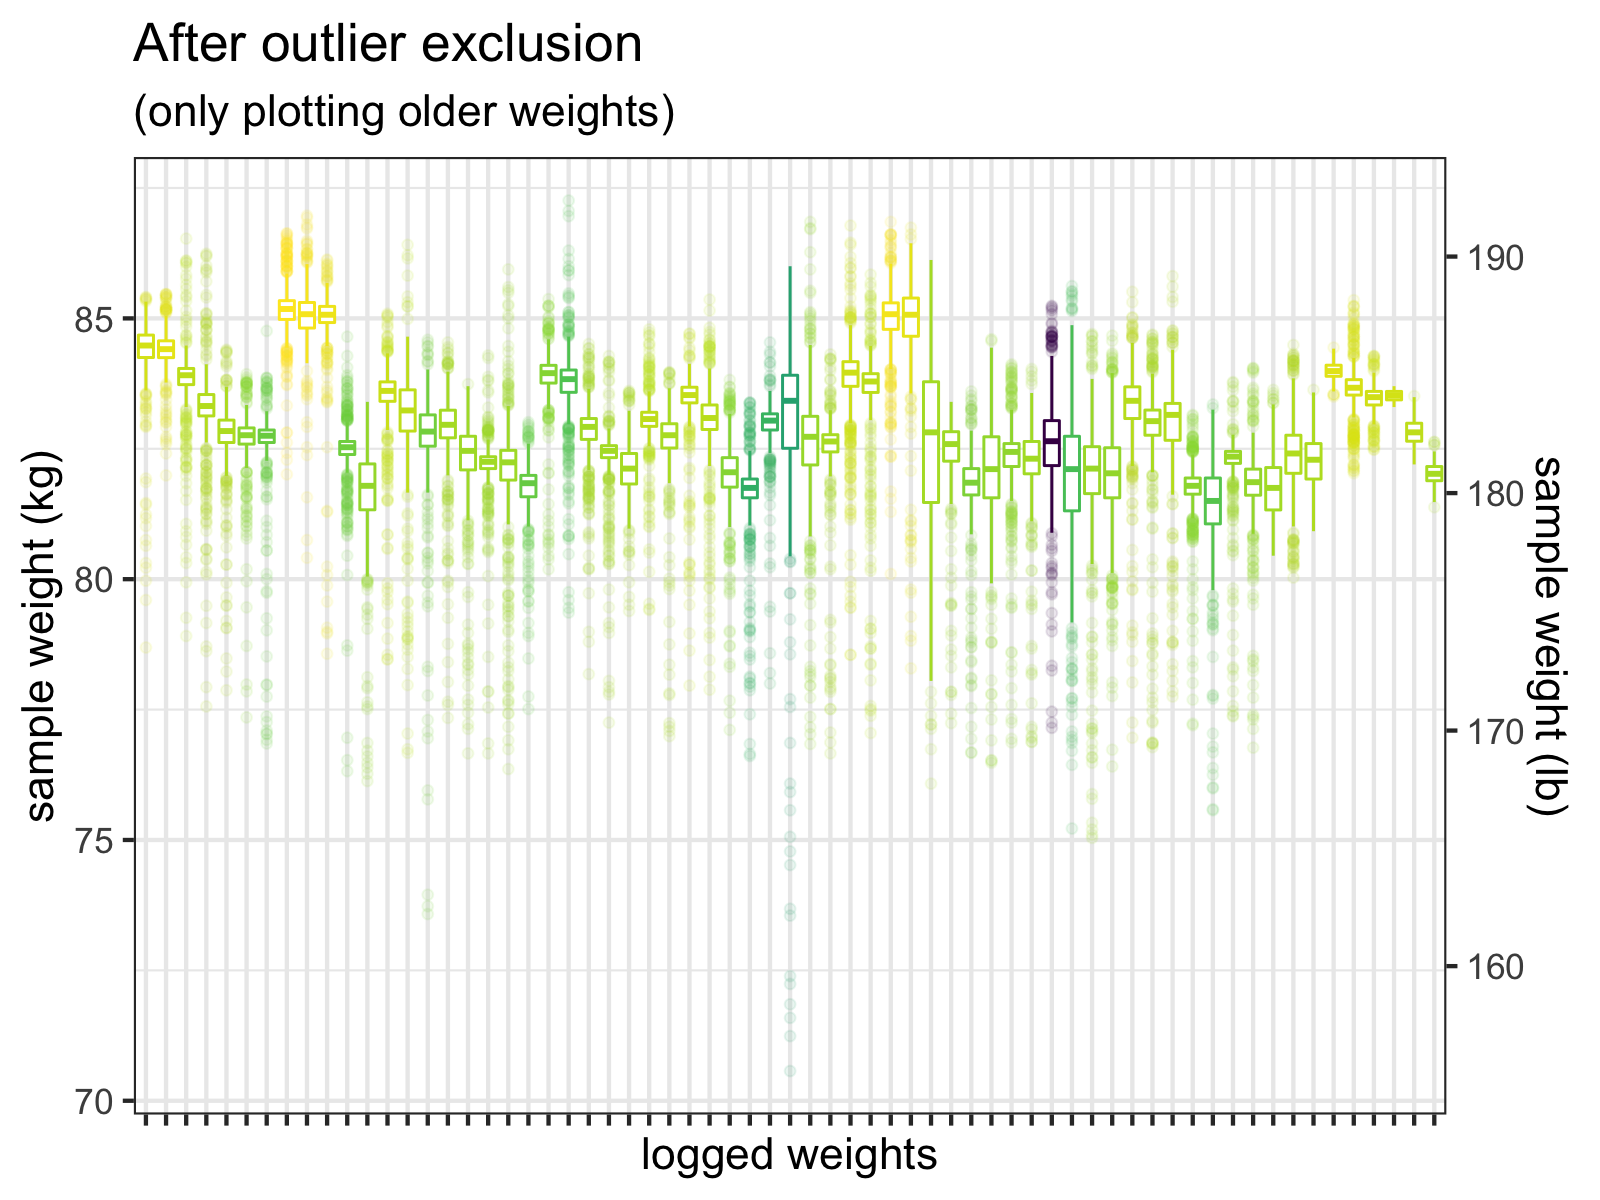 After outlier exclusion
(only plotting older weights)
sample weight (kg)
85
80
75
70
190
180
170
160
sample weight (lb)
logged weights